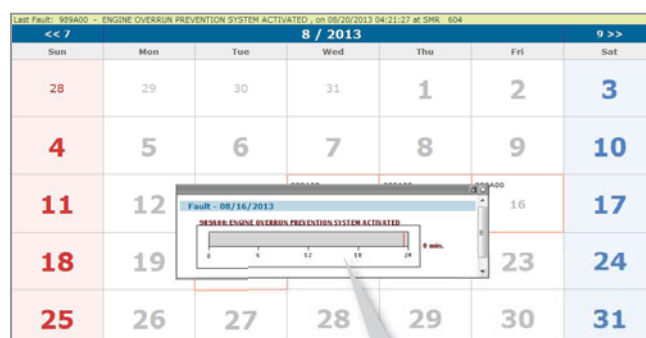 Last Fault: 989A00 - ENGINE OVERRUN PREVENTION SYSTEM ACTIVATED , on 08/20/2013 04:21:27 at SMR 604
<< 7 8 / 2013 9 >>
Sun Mon Tue Wed Thu Fri Sat
28 29 30 31 1 2 3
4 5 6 7 8 9 10
11 12 16 17
Fault - 08/16/2013
989A00: ENGINE OVERRUN PREVENTION SYSTEM ACTIVATED
0 min.
0 6 12 18 24
18 19 23 24
25 26 27 28 29 30 31